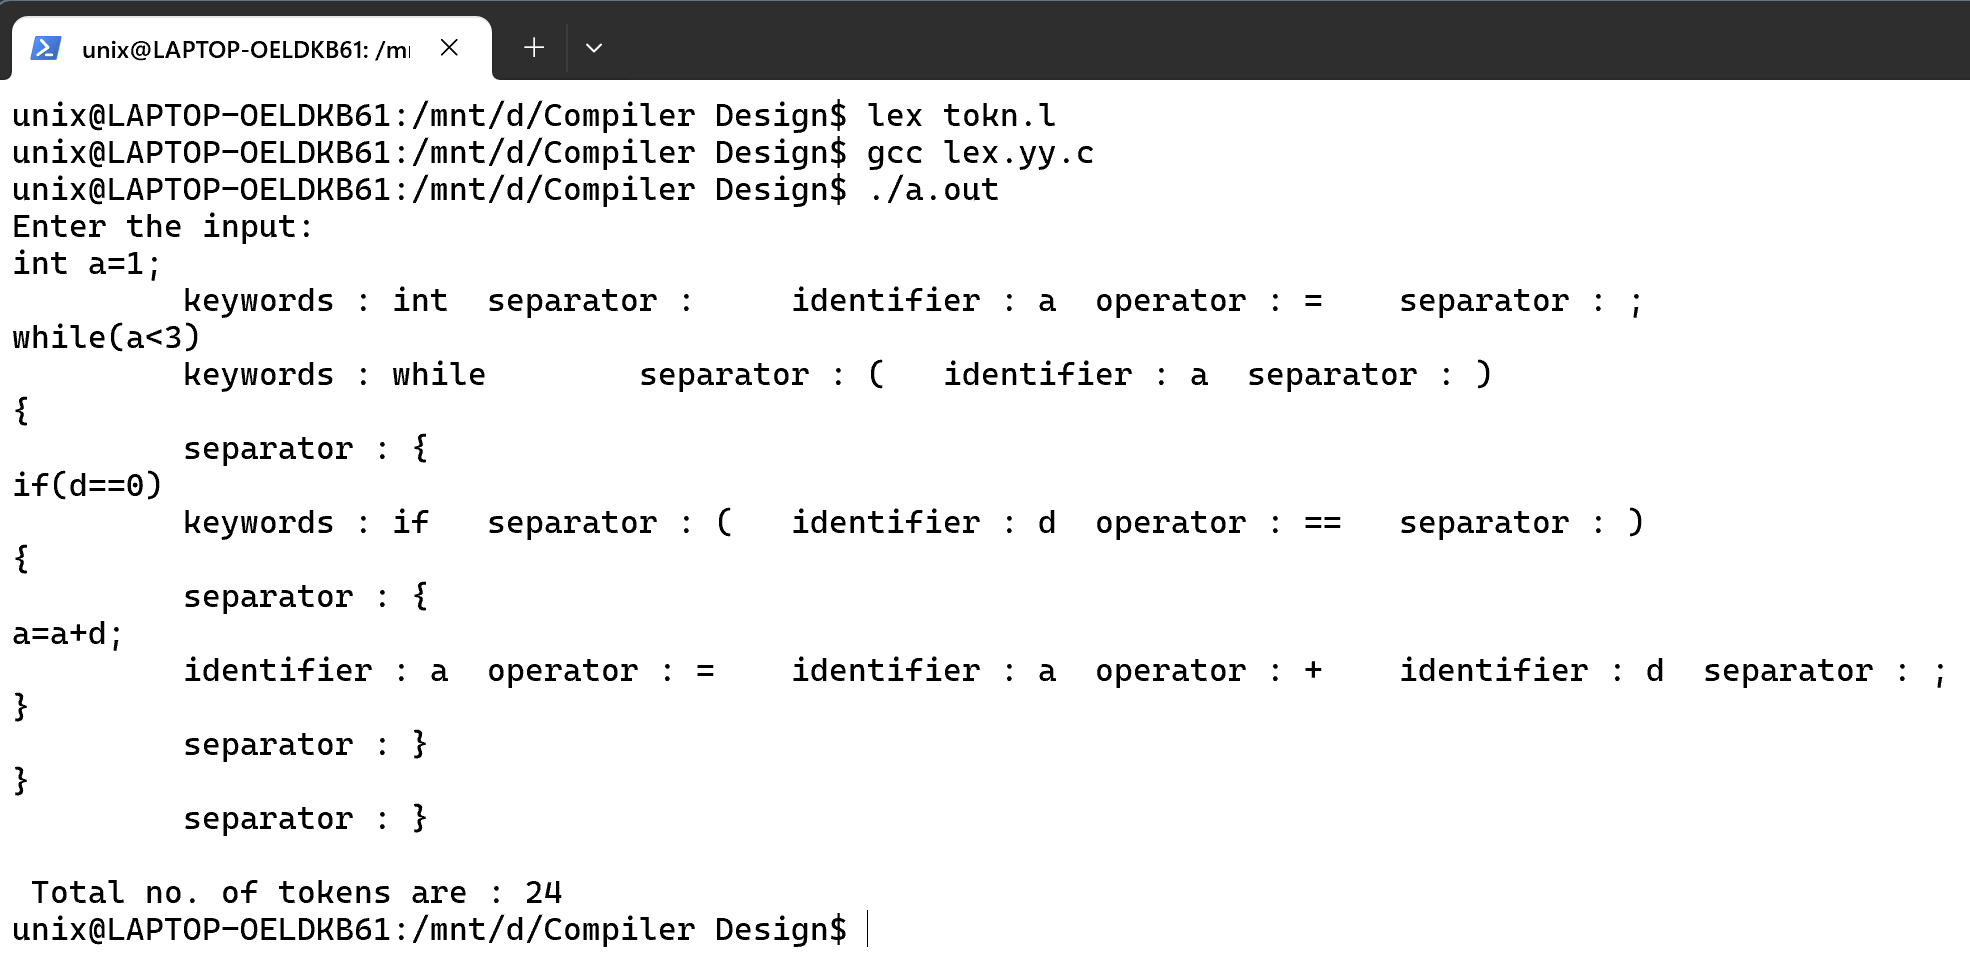 unix@LAPTOP-OELDKB61: /m
unix@LAPTOP-OELDKB61:/mnt/d/Compiler Design$ lex tokn.l
unix@LAPTOP-OELDKB61:/mnt/d/Compiler Design$ gcc lex.yy.c
unix@LAPTOP-OELDKB61:/mnt/d/Compiler Design$ ./a.out
Enter the input:
int a=1;
keywords : int separator : identifier : a operator : = separator : ;
while(a<3)
keywords : while separator : ( identifier : a separator : )
{
separator : {
if(d==0)
keywords : if separator : ( identifier : d operator : == separator : )
{
separator : {
a=a+d;
identifier : a operator : = identifier : a operator : + identifier : d separator : ;
}
separator : }
}
separator : }
Total no. of tokens are : 24
unix@LAPTOP-OELDKB61:/mnt/d/Compiler Design$